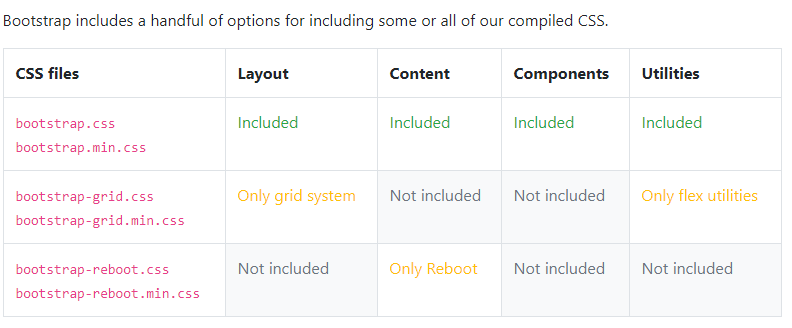 Bootstrap includes a handful of options for including some or all of our compiled CSS.
CSS files Layout Content Components Utilities
bootstrap.css Included Included Included Included
bootstrap.min.css
bootstrap-grid.css Only grid system Not included Not included Only flex utilities
bootstrap-grid.min.css
bootstrap-reboot.css Not included Only Reboot Not included Not included
bootstrap-reboot.min.css